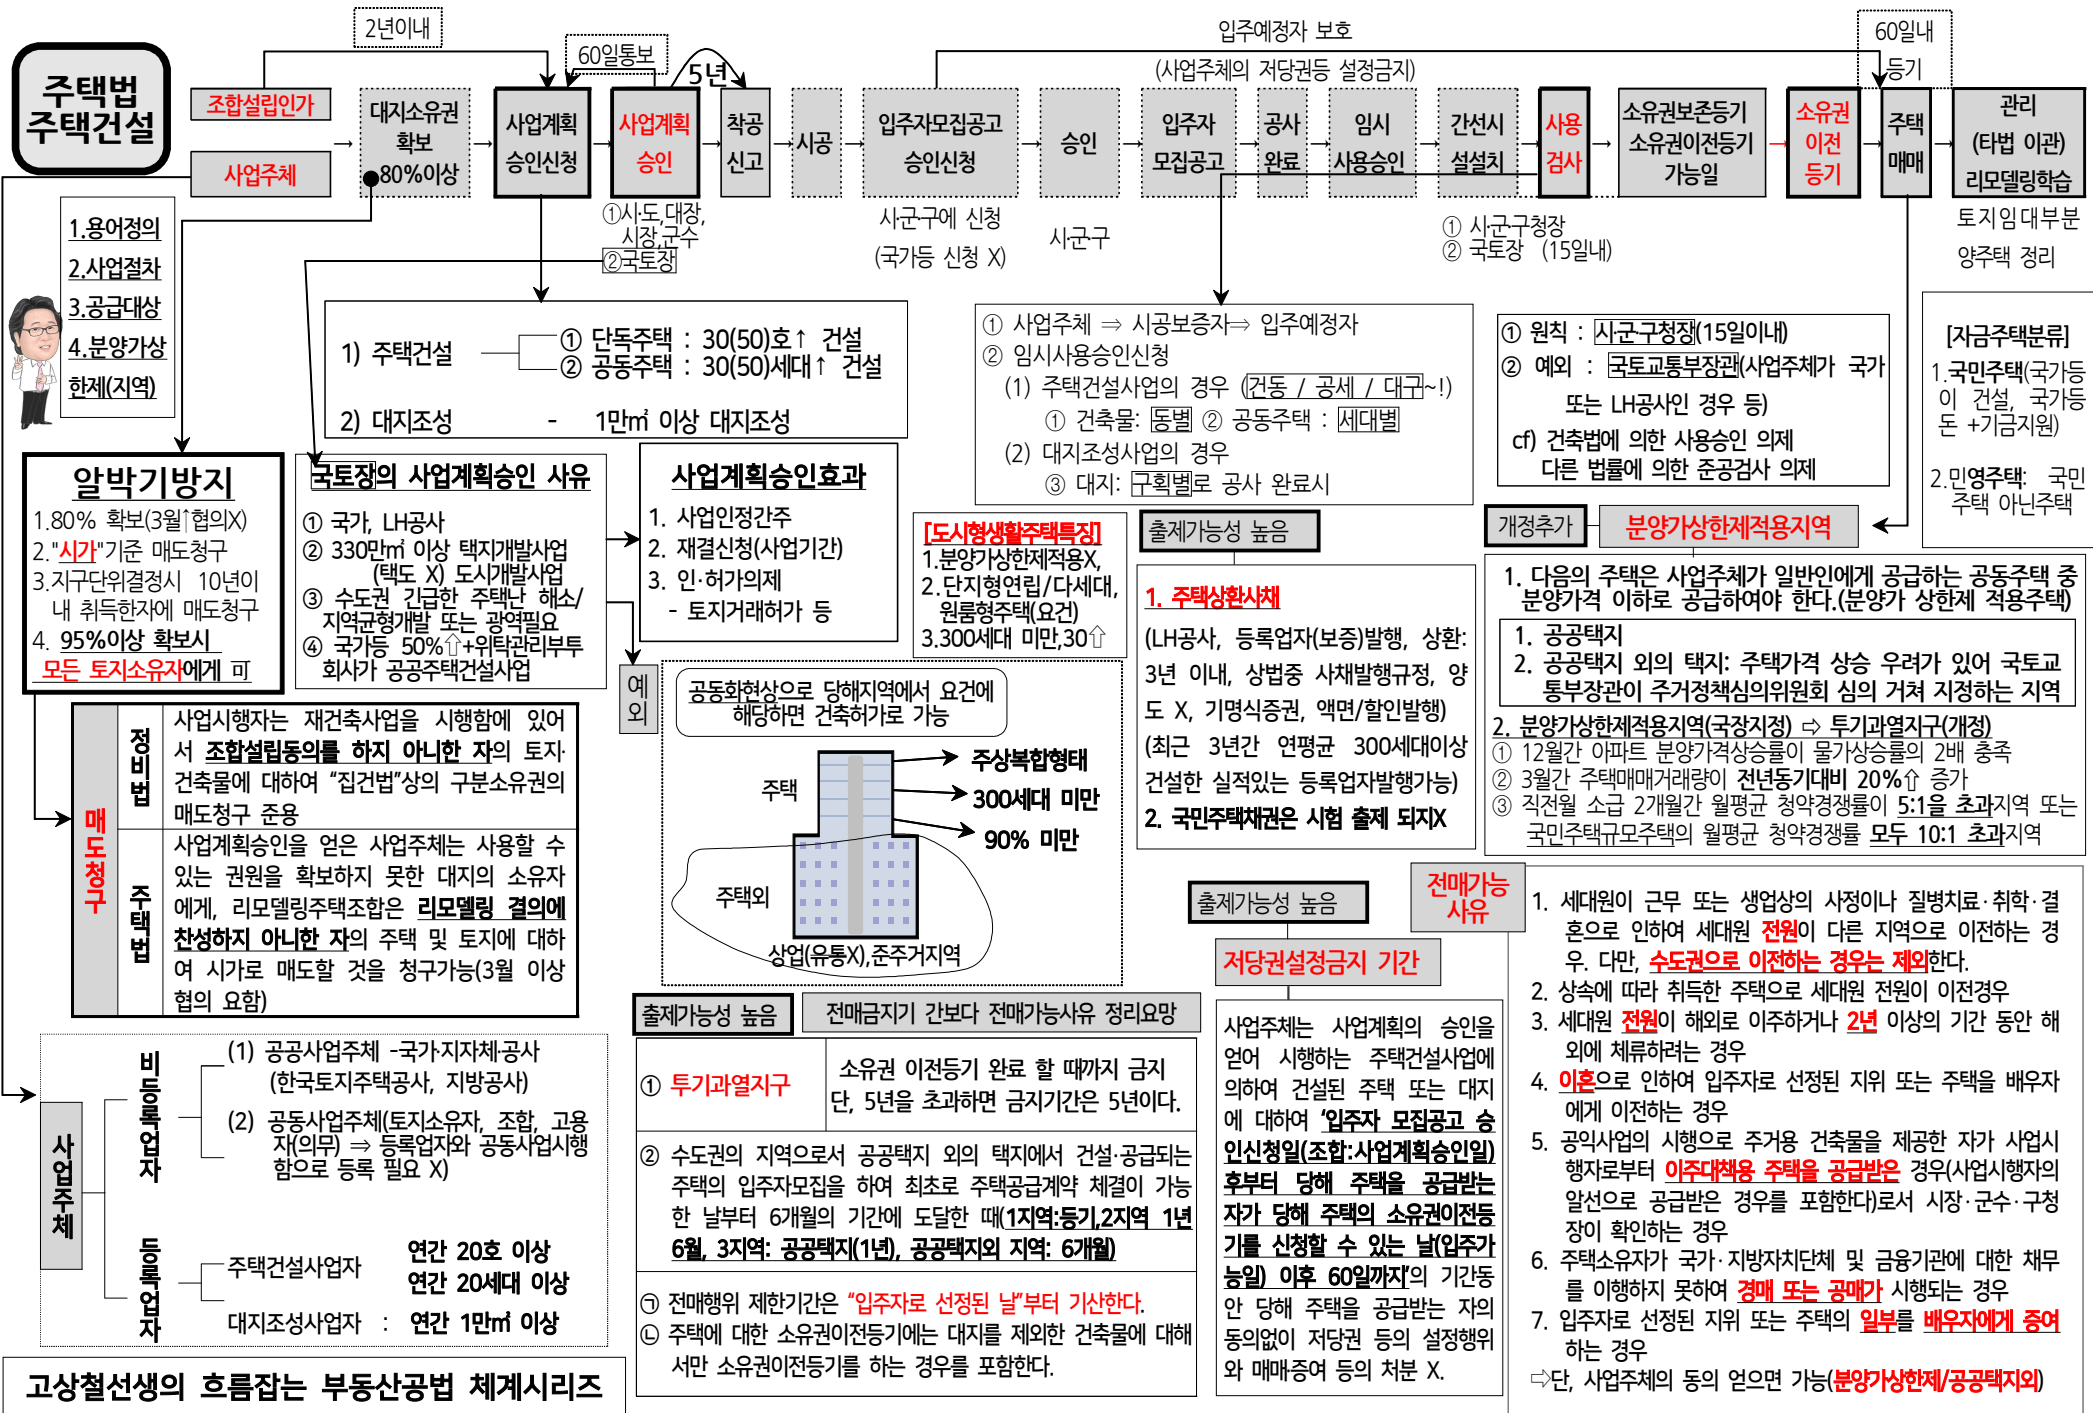 주택법
주택건설
2년이내
60일통보
5년
입주예정자 보호
(사업주체의 저당권등 설정금지)
60일내
등기
조합설립인가
사업주체
대지소유권
확보
80%이상
사업계획
승인신청
사업계획
승인
착공
신고
시공
입주자모집공고
승인신청
승인
입주자
모집공고
공사
완료
임시
사용승인
간선시
설설치
사용
검사
소유권보존등기
소유권이전등기
가능일
소유권
이전
등기
주택
매매
관리
(타법 이관)
리모델링학습
①시·도,대장,
시장,군수
②국토장
시·군·구에 신청
(국가등 신청 X)
시·군·구
① 시·군·구청장
② 국토장 (15일내)
토지임대부분
양주택 정리
1.용어정의
2.사업절차
3.공급대상
4.분양가상
한제(지역)
1) 주택건설
① 단독주택 : 30(50)호↑ 건설
② 공동주택 : 30(50)세대↑ 건설
2) 대지조성 - 1만㎡ 이상 대지조성
① 사업주체 ⇒ 시공보증자⇒ 입주예정자
② 임시사용승인신청
(1) 주택건설사업의 경우 (건동 / 공세 / 대구~!)
① 건축물: 동별 ② 공동주택 : 세대별
(2) 대지조성사업의 경우
③ 대지: 구획별로 공사 완료시
① 원칙 : 시·군·구청장(15일이내)
② 예외 : 국토교통부장관(사업주체가 국가
또는 LH공사인 경우 등)
cf) 건축법에 의한 사용승인 의제
다른 법률에 의한 준공검사 의제
[자금주택분류]
1.국민주택(국가등
이 건설, 국가등
돈 +기금지원)
2.민영주택: 국민
주택 아닌주택
알박기방지
1.80% 확보(3월↑협의X)
2."시가"기준 매도청구
3.지구단위결정시 10년이
내 취득한자에 매도청구
4. 95%이상 확보시
모든 토지소유자에게 可
국토장의 사업계획승인 사유
① 국가, LH공사
② 330만㎡ 이상 택지개발사업
(택도 X) 도시개발사업
③ 수도권 긴급한 주택난 해소/
지역균형개발 또는 광역필요
④ 국가등 50%⇧+위탁관리부투
회사가 공공주택건설사업
사업계획승인효과
1. 사업인정간주
2. 재결신청(사업기간)
3. 인·허가의제
- 토지거래허가 등
[도시형생활주택특징]
1.분양가상한제적용X,
2.단지형연립/다세대,
원룸형주택(요건)
3.300세대 미만,30⇧
출제가능성 높음
1. 주택상환사채
(LH공사, 등록업자(보증)발행, 상환:
3년 이내, 상법중 사채발행규정, 양
도 X, 기명식증권, 액면/할인발행)
(최근 3년간 연평균 300세대이상
건설한 실적있는 등록업자발행가능)
2. 국민주택채권은 시험 출제 되지X
개정추가
분양가상한제적용지역
1. 다음의 주택은 사업주체가 일반인에게 공급하는 공동주택 중
분양가격 이하로 공급하여야 한다.(분양가 상한제 적용주택)
1. 공공택지
2. 공공택지 외의 택지: 주택가격 상승 우려가 있어 국토교
통부장관이 주거정책심의위원회 심의 거쳐 지정하는 지역
2. 분양가상한제적용지역(국장지정) ⇨ 투기과열지구(개정)
① 12월간 아파트 분양가격상승률이 물가상승률의 2배 충족
② 3월간 주택매매거래량이 전년동기대비 20%⇧ 증가
③ 직전월 소급 2개월간 월평균 청약경쟁률이 5:1을 초과지역 또는
국민주택규모주택의 월평균 청약경쟁률 모두 10:1 초과지역
예외
공동화현상으로 당해지역에서 요건에
해당하면 건축허가로 가능
주택
주상복합형태
300세대 미만
90% 미만
주택외
상업(유통X),준주거지역
매도청구
정비법
사업시행자는 재건축사업을 시행함에 있어
서 조합설립동의를 하지 아니한 자의 토지·
건축물에 대하여 “집건법”상의 구분소유권의
매도청구 준용
주택법
사업계획승인을 얻은 사업주체는 사용할 수
있는 권원을 확보하지 못한 대지의 소유자
에게, 리모델링주택조합은 리모델링 결의에
찬성하지 아니한 자의 주택 및 토지에 대하
여 시가로 매도할 것을 청구가능(3월 이상
협의 요함)
사업주체
비등록업자
(1) 공공사업주체 -국가·지자체·공사
(한국토지주택공사, 지방공사)
(2) 공동사업주체(토지소유자, 조합, 고용
자(의무) ⇒ 등록업자와 공동사업시행
함으로 등록 필요 X)
등록업자
주택건설사업자
연간 20호 이상
연간 20세대 이상
대지조성사업자 : 연간 1만㎡ 이상
고상철선생의 흐름잡는 부동산공법 체계시리즈
출제가능성 높음
전매금지기 간보다 전매가능사유 정리요망
① 투기과열지구
소유권 이전등기 완료 할 때까지 금지
단, 5년을 초과하면 금지기간은 5년이다.
② 수도권의 지역으로서 공공택지 외의 택지에서 건설·공급되는
주택의 입주자모집을 하여 최초로 주택공급계약 체결이 가능
한 날부터 6개월의 기간에 도달한 때(1지역:등기,2지역 1년
6월, 3지역: 공공택지(1년), 공공택지외 지역: 6개월)
㉠ 전매행위 제한기간은 “입주자로 선정된 날”부터 기산한다.
㉡ 주택에 대한 소유권이전등기에는 대지를 제외한 건축물에 대해
서만 소유권이전등기를 하는 경우를 포함한다.
출제가능성 높음
저당권설정금지 기간
사업주체는 사업계획의 승인을
얻어 시행하는 주택건설사업에
의하여 건설된 주택 또는 대지
에 대하여 ‘입주자 모집공고 승
인신청일(조합:사업계획승인일)
후부터 당해 주택을 공급받는
자가 당해 주택의 소유권이전등
기를 신청할 수 있는 날(입주가
능일) 이후 60일까지’의 기간동
안 당해 주택을 공급받는 자의
동의없이 저당권 등의 설정행위
와 매매·증여 등의 처분 X.
전매가능
사유
1. 세대원이 근무 또는 생업상의 사정이나 질병치료·취학·결
혼으로 인하여 세대원 전원이 다른 지역으로 이전하는 경
우. 다만, 수도권으로 이전하는 경우는 제외한다.
2. 상속에 따라 취득한 주택으로 세대원 전원이 이전경우
3. 세대원 전원이 해외로 이주하거나 2년 이상의 기간 동안 해
외에 체류하려는 경우
4. 이혼으로 인하여 입주자로 선정된 지위 또는 주택을 배우자
에게 이전하는 경우
5. 공익사업의 시행으로 주거용 건축물을 제공한 자가 사업시
행자로부터 이주대책용 주택을 공급받은 경우(사업시행자의
알선으로 공급받은 경우를 포함한다)로서 시장·군수·구청
장이 확인하는 경우
6. 주택소유자가 국가·지방자치단체 및 금융기관에 대한 채무
를 이행하지 못하여 경매 또는 공매가 시행되는 경우
7. 입주자로 선정된 지위 또는 주택의 일부를 배우자에게 증여
하는 경우
⇨단, 사업주체의 동의 얻으면 가능(분양가상한제/공공택지외)